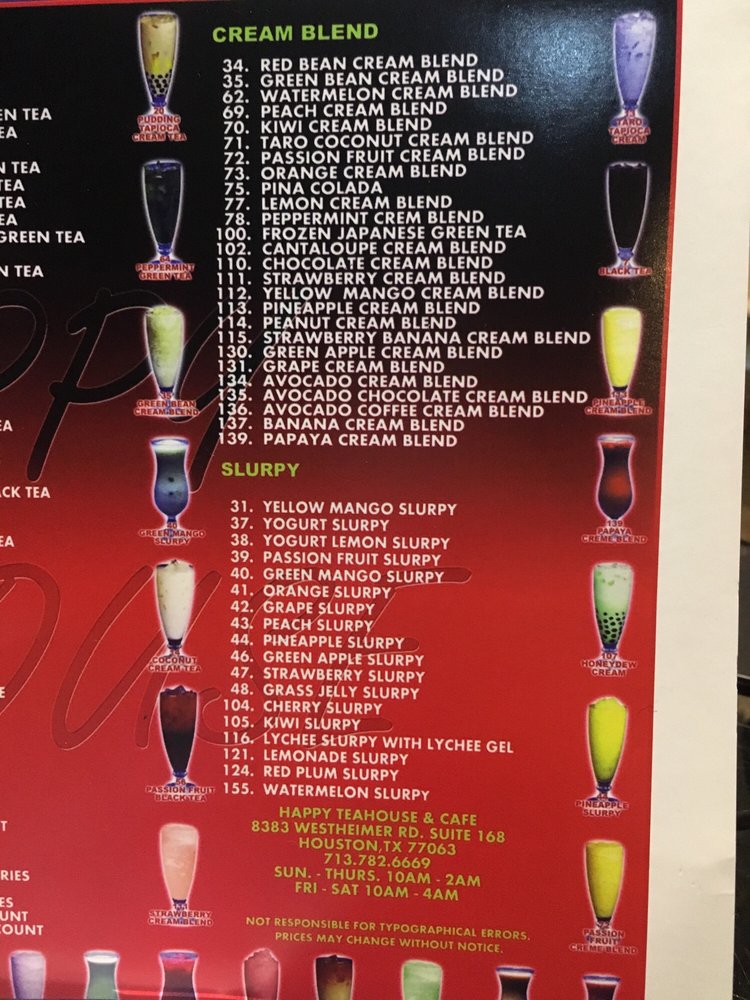 CREAM BLEND
34. RED BEAN CREAM BLEND
35. GREEN BEAN CREAM BLEND
62. WATERMELON CREAM BLEND
69. PEACH CREAM BLEND
70. KIWI CREAM BLEND
71. TARO COCONUT CREAM BLEND
72. PASSION FRUIT CREAM BLEND
73. ORANGE CREAM BLEND
75. PINA COLADA
77. LEMON CREAM BLEND
78. PEPPERMINT CREM BLEND
100. FROZEN JAPANESE GREEN TEA
102. CANTALOUPE CREAM BLEND
110. CHOCOLATE CREAM BLEND
111. STRAWBERRY CREAM BLEND
112. YELLOW MANGO CREAM BLEND
113. PINEAPPLE CREAM BLEND
114. PEANUT CREAM BLEND
115. STRAWBERRY BANANA CREAM BLEND
130. GREEN APPLE CREAM BLEND
131. GRAPE CREAM BLEND
134. AVOCADO CREAM BLEND
135. AVOCADO CHOCOLATE CREAM BLEND
136. AVOCADO COFFEE CREAM BLEND
137. BANANA CREAM BLEND
139. PAPAYA CREAM BLEND
SLURPY
31. YELLOW MANGO SLURPY
37. YOGURT SLURPY
38. YOGURT LEMON SLURPY
39. PASSION FRUIT SLURPY
40. GREEN MANGO SLURPY
41. ORANGE SLURPY
42. GRAPE SLURPY
43. PEACH SLURPY
44. PINEAPPLE SLURPY
46. GREEN APPLE SLURPY
47. STRAWBERRY SLURPY
48. GRASS JELLY SLURPY
104. CHERRY SLURPY
105. KIWI SLURPY
116. LYCHEE SLURPY WITH LYCHEE GEL
121. LEMONADE SLURPY
124. RED PLUM SLURPY
155. WATERMELON SLURPY
HAPPY TEAHOUSE & CAFE
8383 WESTHEIMER RD. SUITE 168
HOUSTON,TX 77063
713.782.6669
SUN. - THURS. 10AM - 2AM
FRI - SAT 10AM - 4AM
NOT RESPONSIBLE FOR TYPOGRAPHICAL ERRORS.
PRICES MAY CHANGE WITHOUT NOTICE.
20
PUDDING
TAPIOCA
CREAM TEA
PEPPERMINT
GREEN TEA
GREEN BEAN
CREAM BLEND
40
GREEN MANGO
SLURPY
COCONUT
CREAM TEA
PASSION FRUIT
BLACK TEA
STRAWBERRY
CREAM BLEND
TARO
TAPIOCA
CREAM
BLACK TEA
PINEAPPLE
CREAM BLEND
139
PAPAYA
CREME BLEND
107
HONEYDEW
CREAM
PINEAPPLE
SLURPY
PASSION
FRUIT
CREME BLEND
TEA
GREEN TEA
TEA